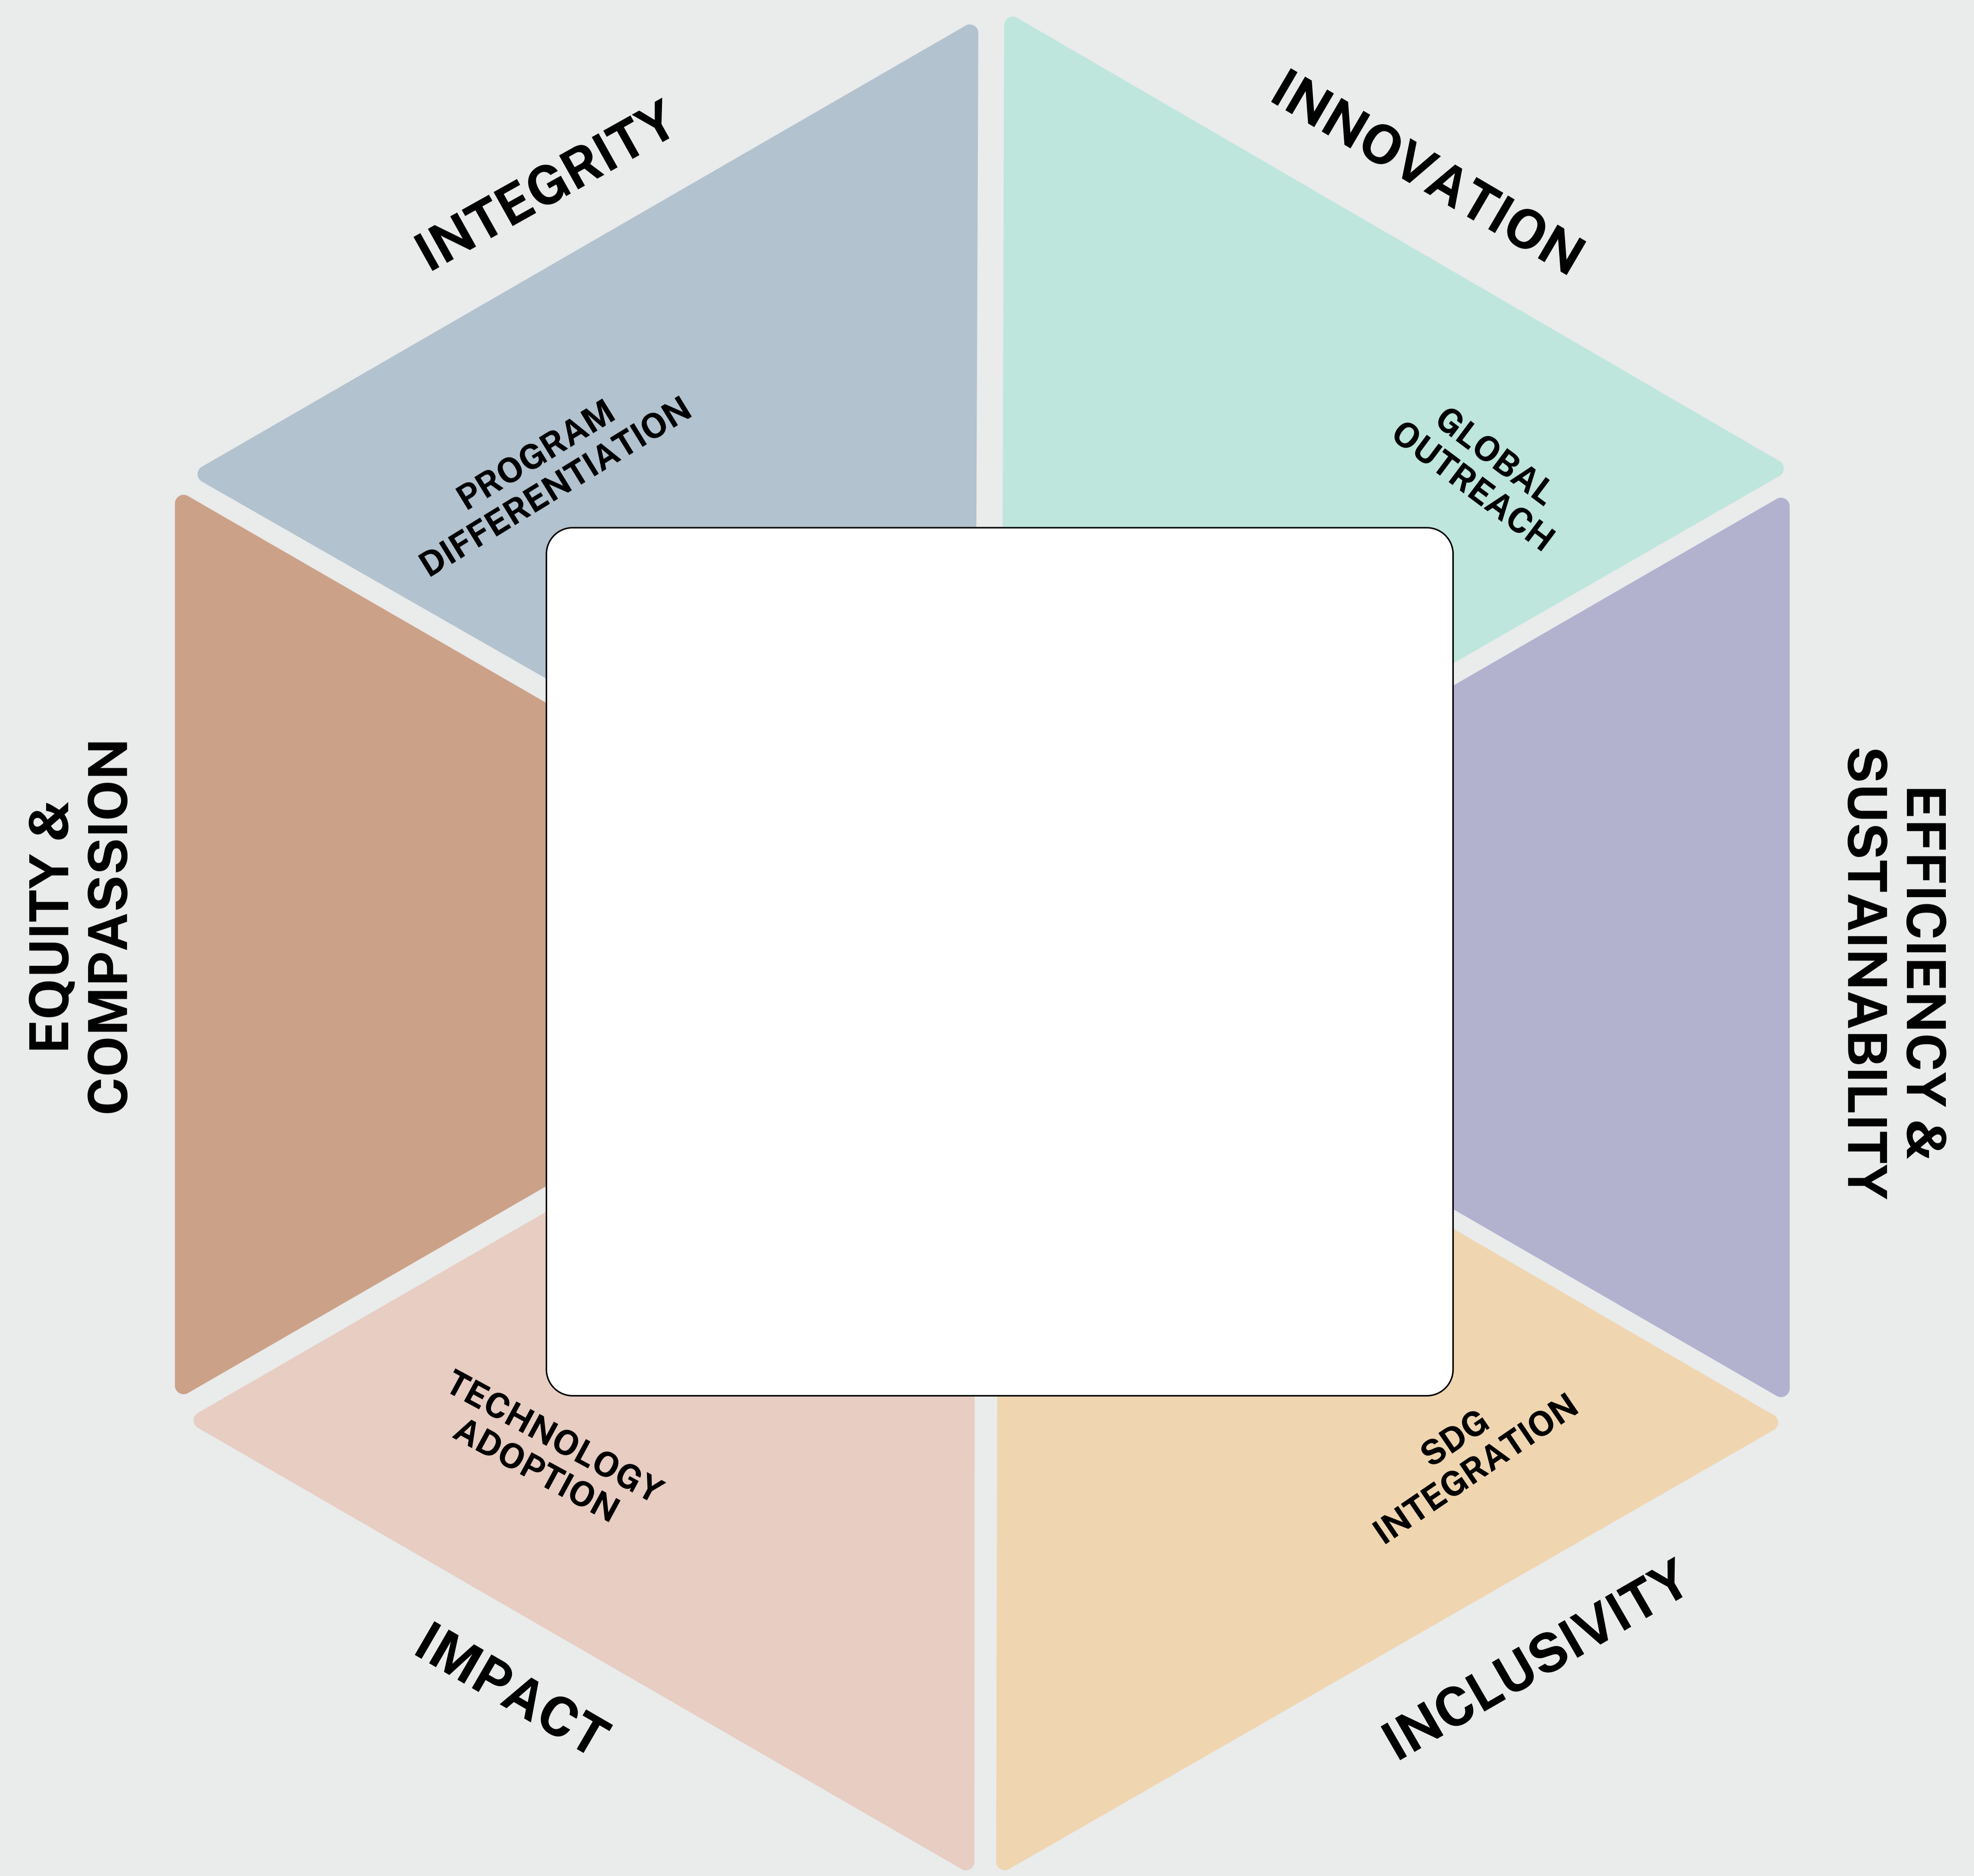 INTEGRITY
INNOVATION
PROGRAM
DIFFERENTIATION
GLOBAL
OUTREACH
EQUITY &
COMPASSION
EFFICIENCY &
SUSTAINABILITY
TECHNOLOGY
ADOPTION
SDG
INTEGRATION
IMPACT
INCLUSIVITY